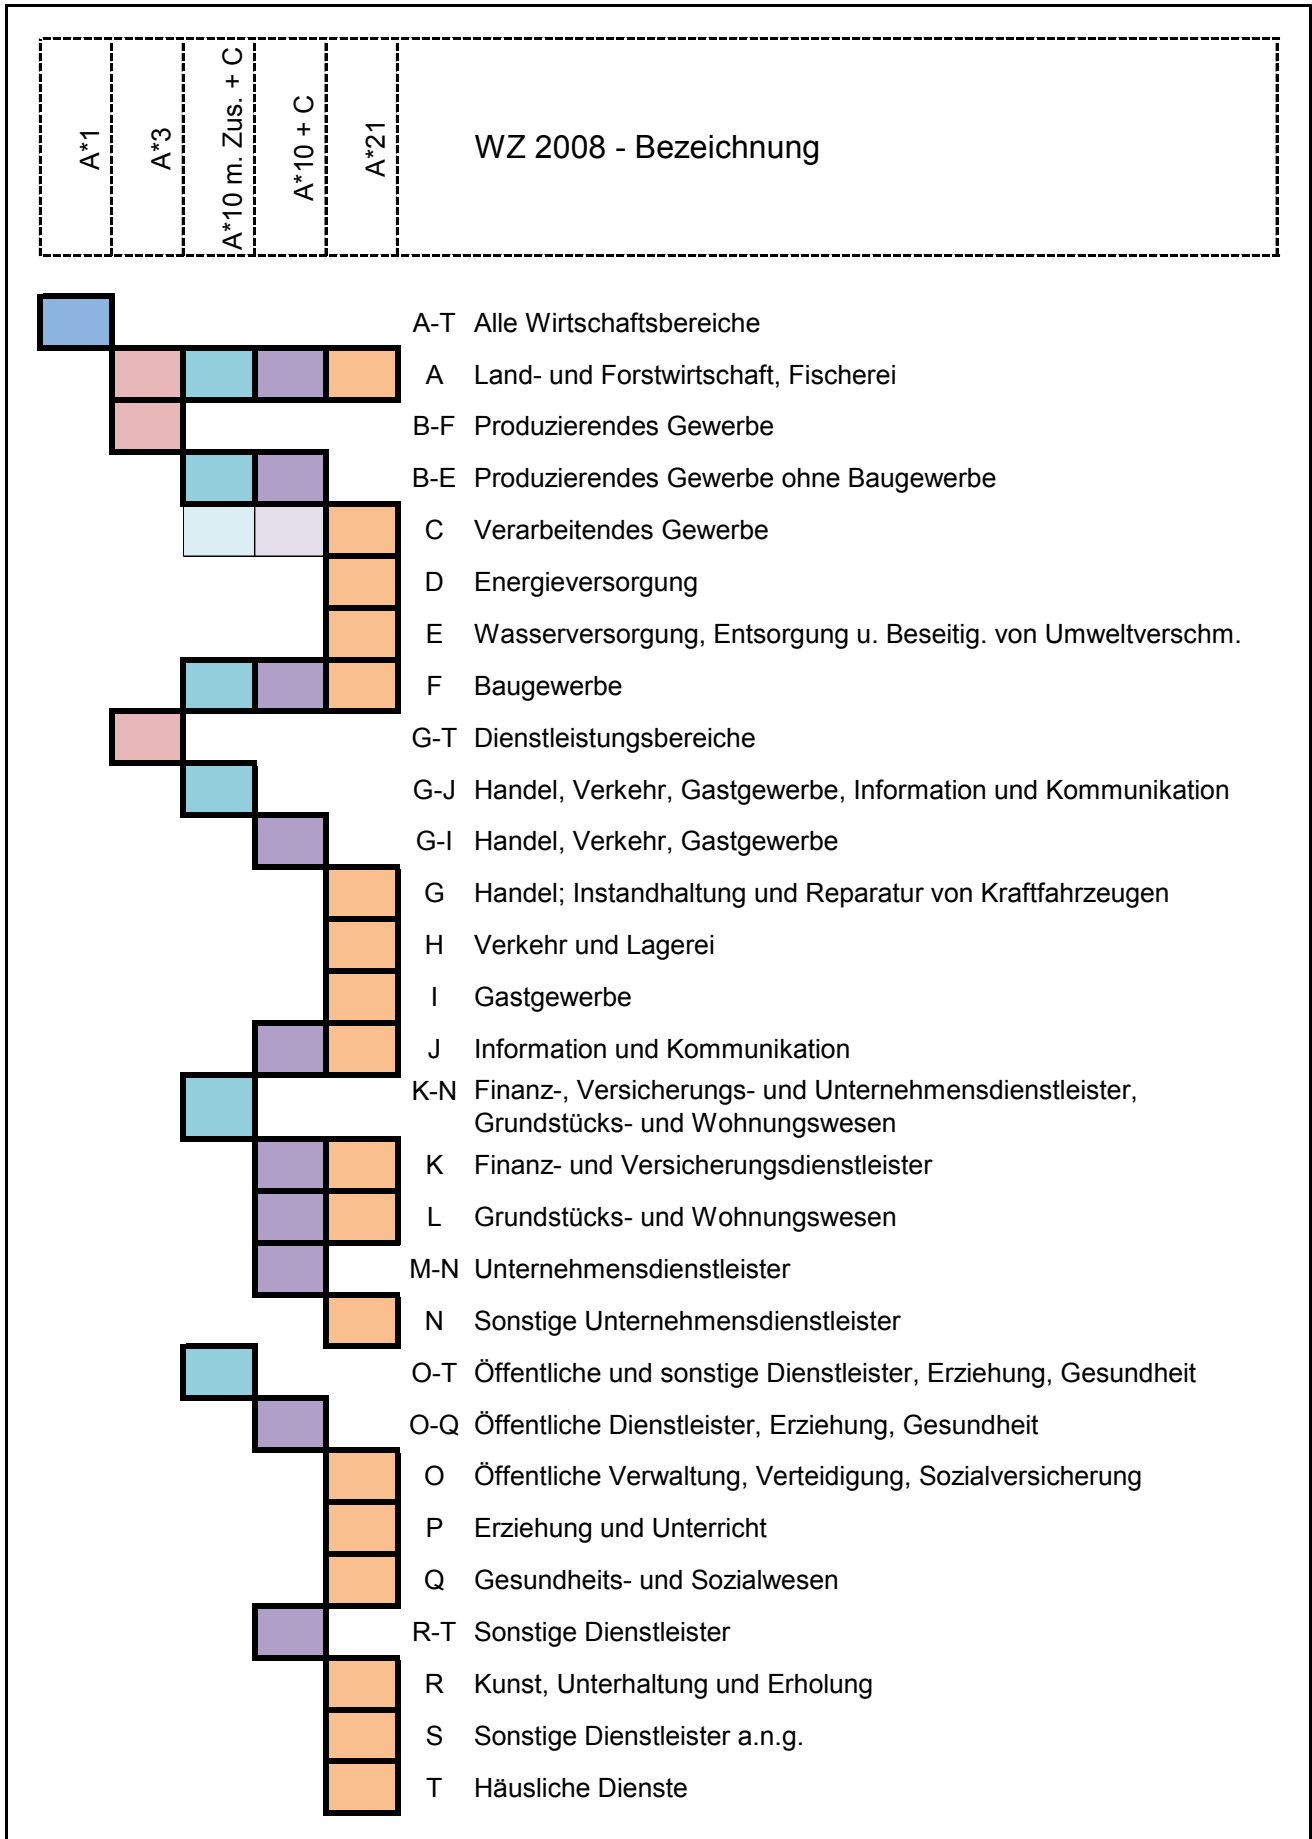 A*1
A*3
A*10 m. Zus. + C
A*10 + C
A*21
WZ 2008 - Bezeichnung
A-T Alle Wirtschaftsbereiche
A Land- und Forstwirtschaft, Fischerei
B-F Produzierendes Gewerbe
B-E Produzierendes Gewerbe ohne Baugewerbe
C Verarbeitendes Gewerbe
D Energieversorgung
E Wasserversorgung, Entsorgung u. Beseitig. von Umweltverschm.
F Baugewerbe
G-T Dienstleistungsbereiche
G-J Handel, Verkehr, Gastgewerbe, Information und Kommunikation
G-I Handel, Verkehr, Gastgewerbe
G Handel; Instandhaltung und Reparatur von Kraftfahrzeugen
H Verkehr und Lagerei
I Gastgewerbe
J Information und Kommunikation
K-N Finanz-, Versicherungs- und Unternehmensdienstleister,
Grundstücks- und Wohnungswesen
K Finanz- und Versicherungsdienstleister
L Grundstücks- und Wohnungswesen
M-N Unternehmensdienstleister
N Sonstige Unternehmensdienstleister
O-T Öffentliche und sonstige Dienstleister, Erziehung, Gesundheit
O-Q Öffentliche Dienstleister, Erziehung, Gesundheit
O Öffentliche Verwaltung, Verteidigung, Sozialversicherung
P Erziehung und Unterricht
Q Gesundheits- und Sozialwesen
R-T Sonstige Dienstleister
R Kunst, Unterhaltung und Erholung
S Sonstige Dienstleister a.n.g.
T Häusliche Dienste